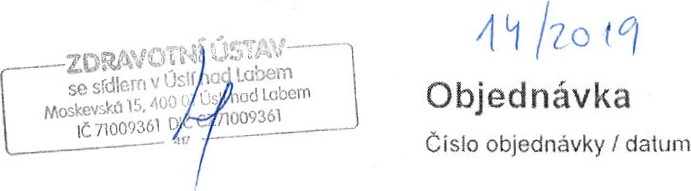 ZDRAVOTNÍ ÚSTAV
se sídlem v Ústí nad Labem
Moskevská 15, 400 01 Ústí nad Labem
IČ 71009361 DIČ CZ71009361
14/2019
Objednávka
Číslo objednávky / datum